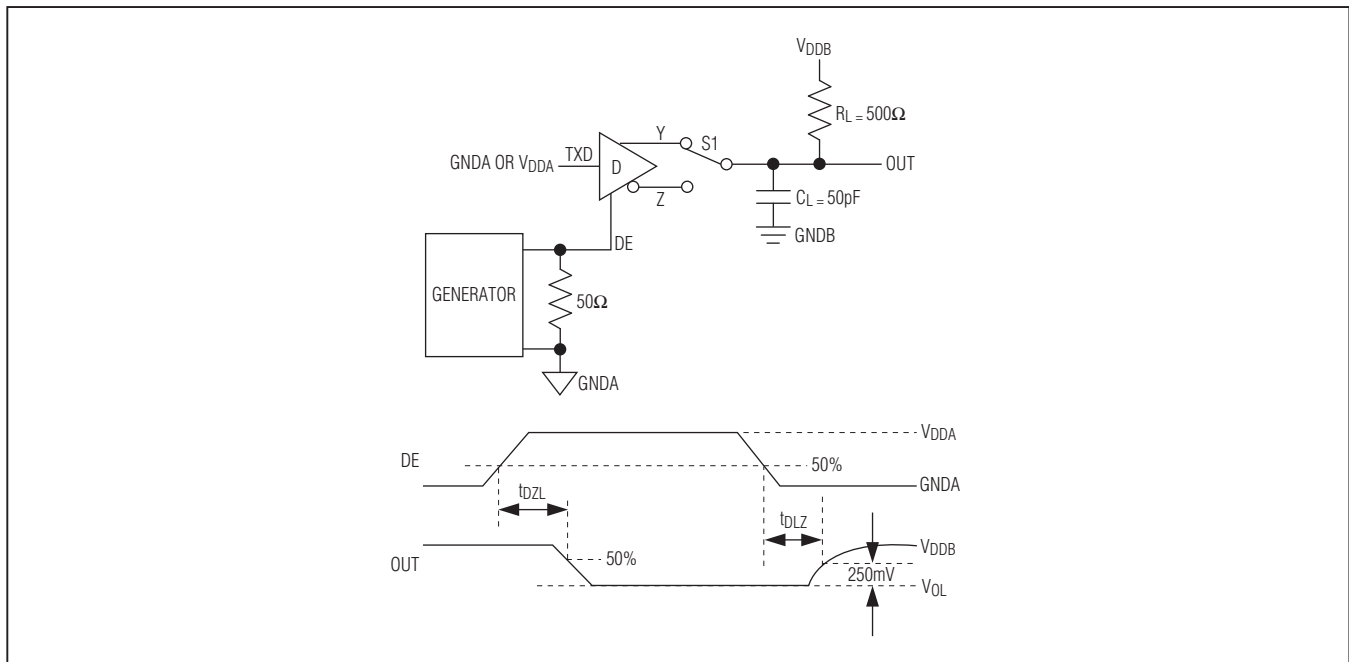 VDDB
RL = 500Ω
Y
S1
GNDA OR VDDA
TXD
D
OUT
Z
CL = 50pF
GNDB
DE
GENERATOR
50Ω
GNDA
VDDA
DE
50%
GNDA
tDZL
tDLZ
VDDB
OUT
50%
250mV
VOL